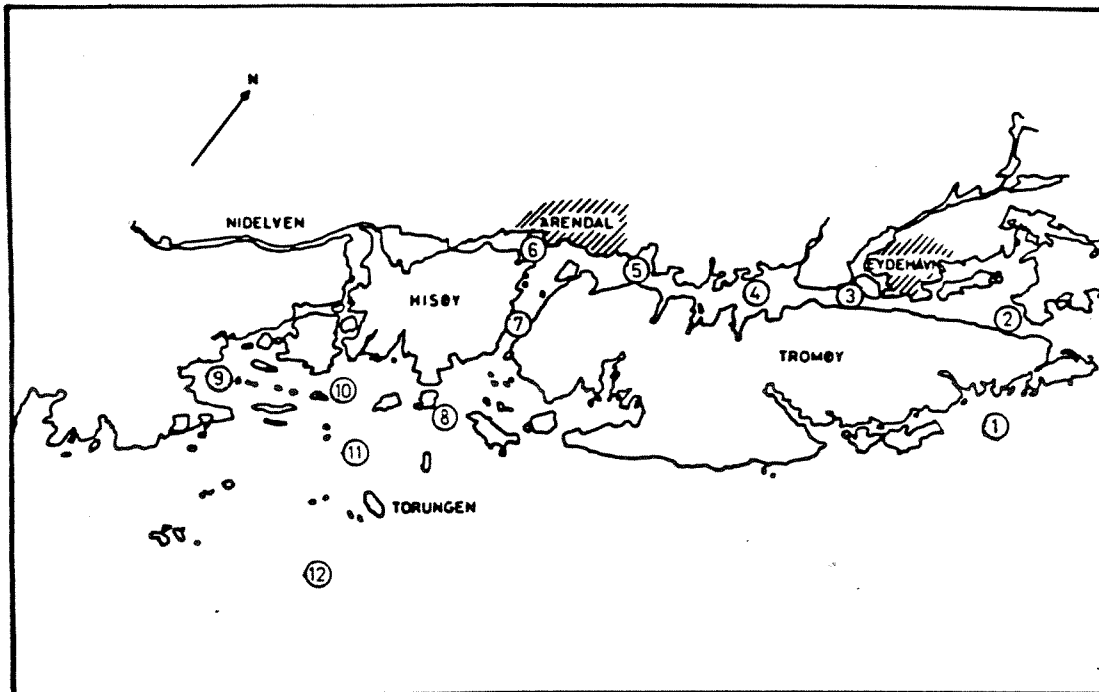 N
NIDELVEN
ARENDAL
6
5
EYDEHAVN
4
3
HISØY
7
2
TROMØY
9
10
8
1
11
TORUNGEN
12